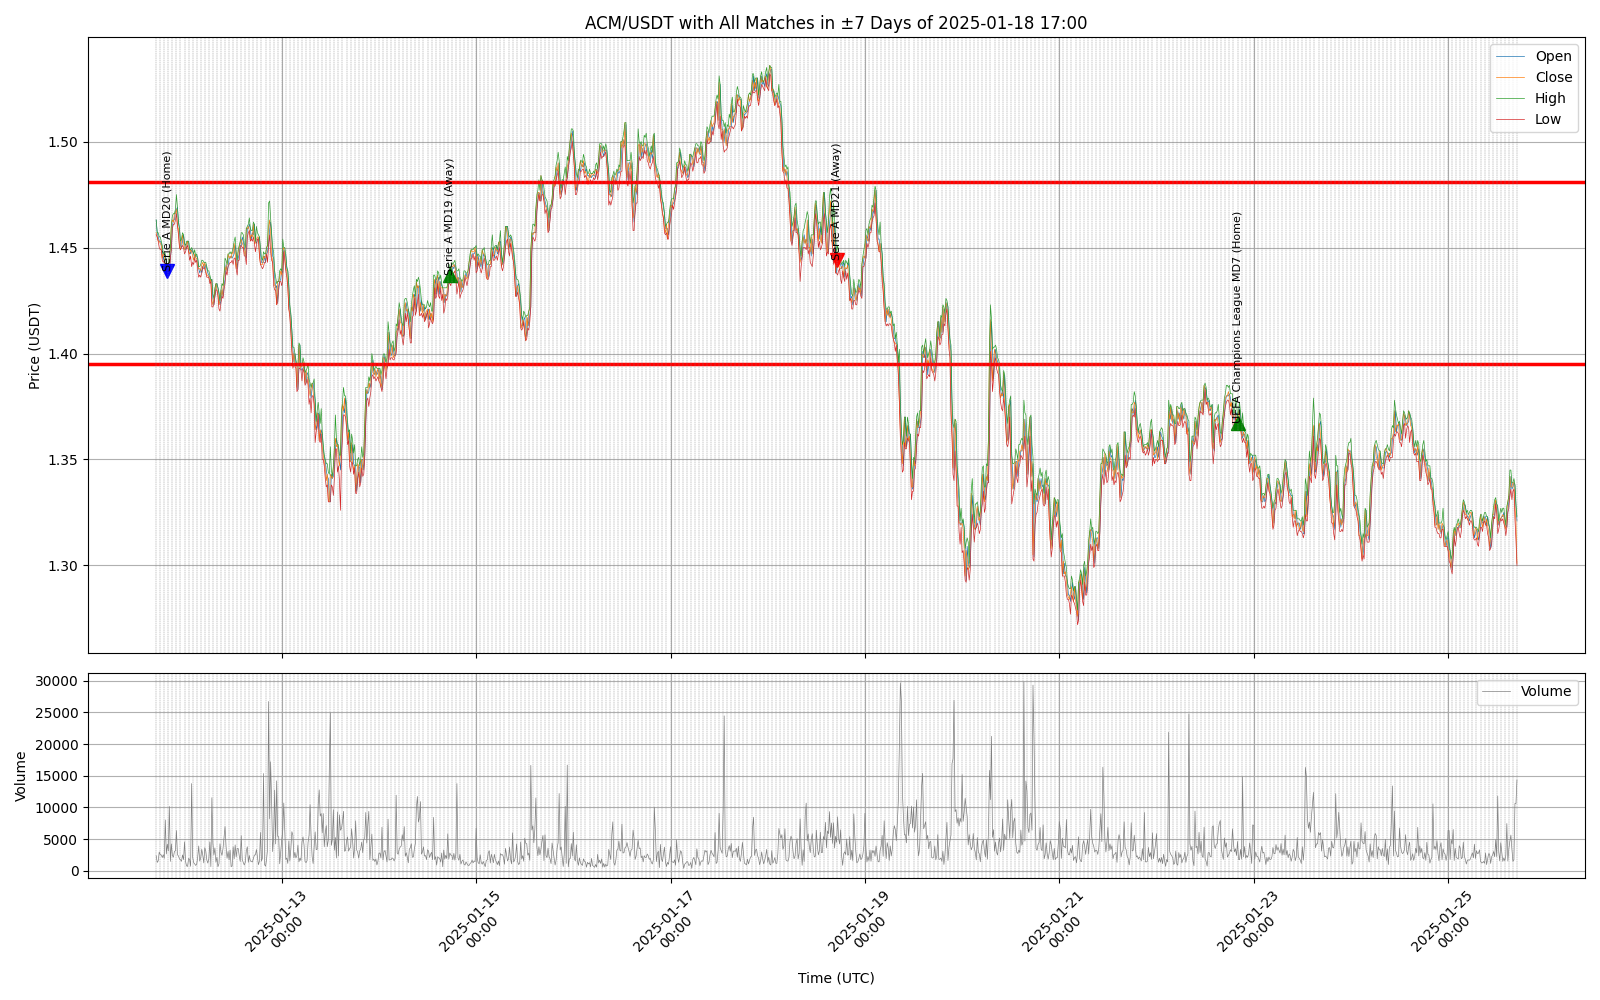 ACM/USDT with All Matches in ±7 Days of 2025-01-18 17:00
Open
Close
High
Low
Price (USDT)
1.50
1.45
1.40
1.35
1.30
Serie A MD20 (Home)
Serie A MD19 (Away)
Serie A MD21 (Away)
UEFA Champions League MD7 (Home)
Volume
Volume
30000
25000
20000
15000
10000
5000
0
2025-01-13
00:00
2025-01-15
00:00
2025-01-17
00:00
2025-01-19
00:00
2025-01-21
00:00
2025-01-23
00:00
2025-01-25
00:00
Time (UTC)